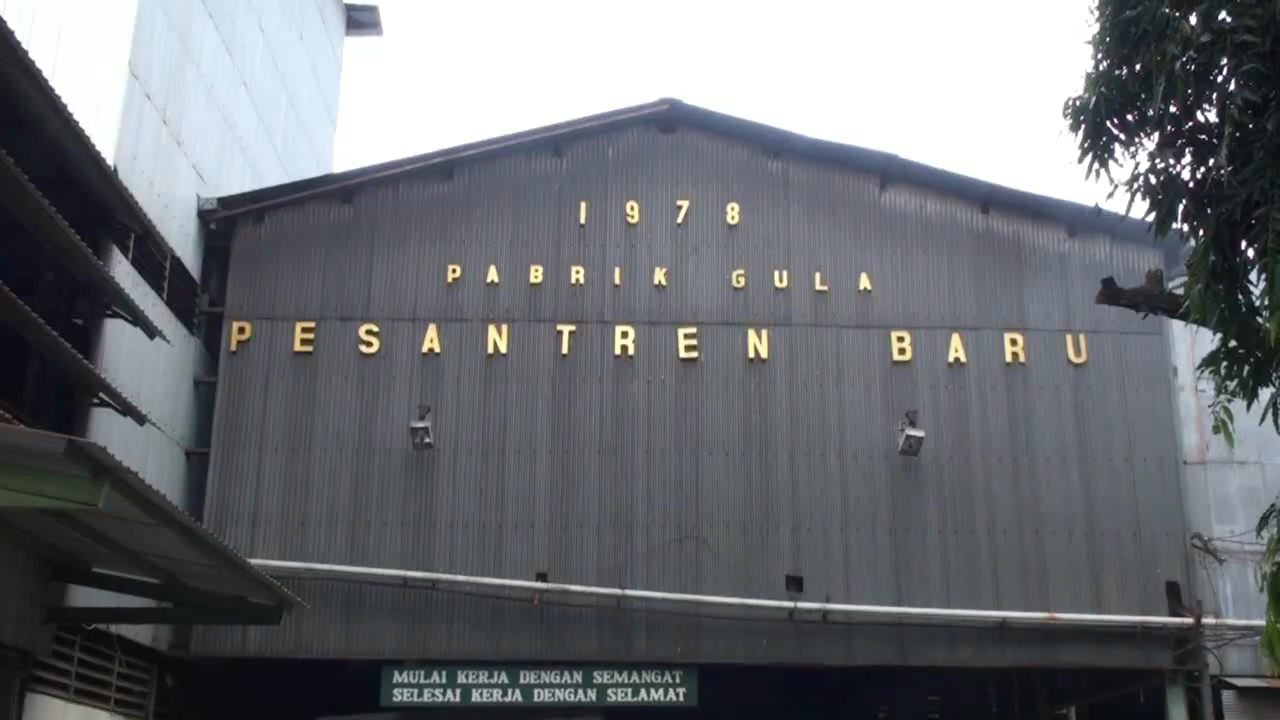 1978
PABRIK GULA
PESANTREN BARU
MULAI KERJA DENGAN SEMANGAT
SELESAI KERJA DENGAN SELAMAT